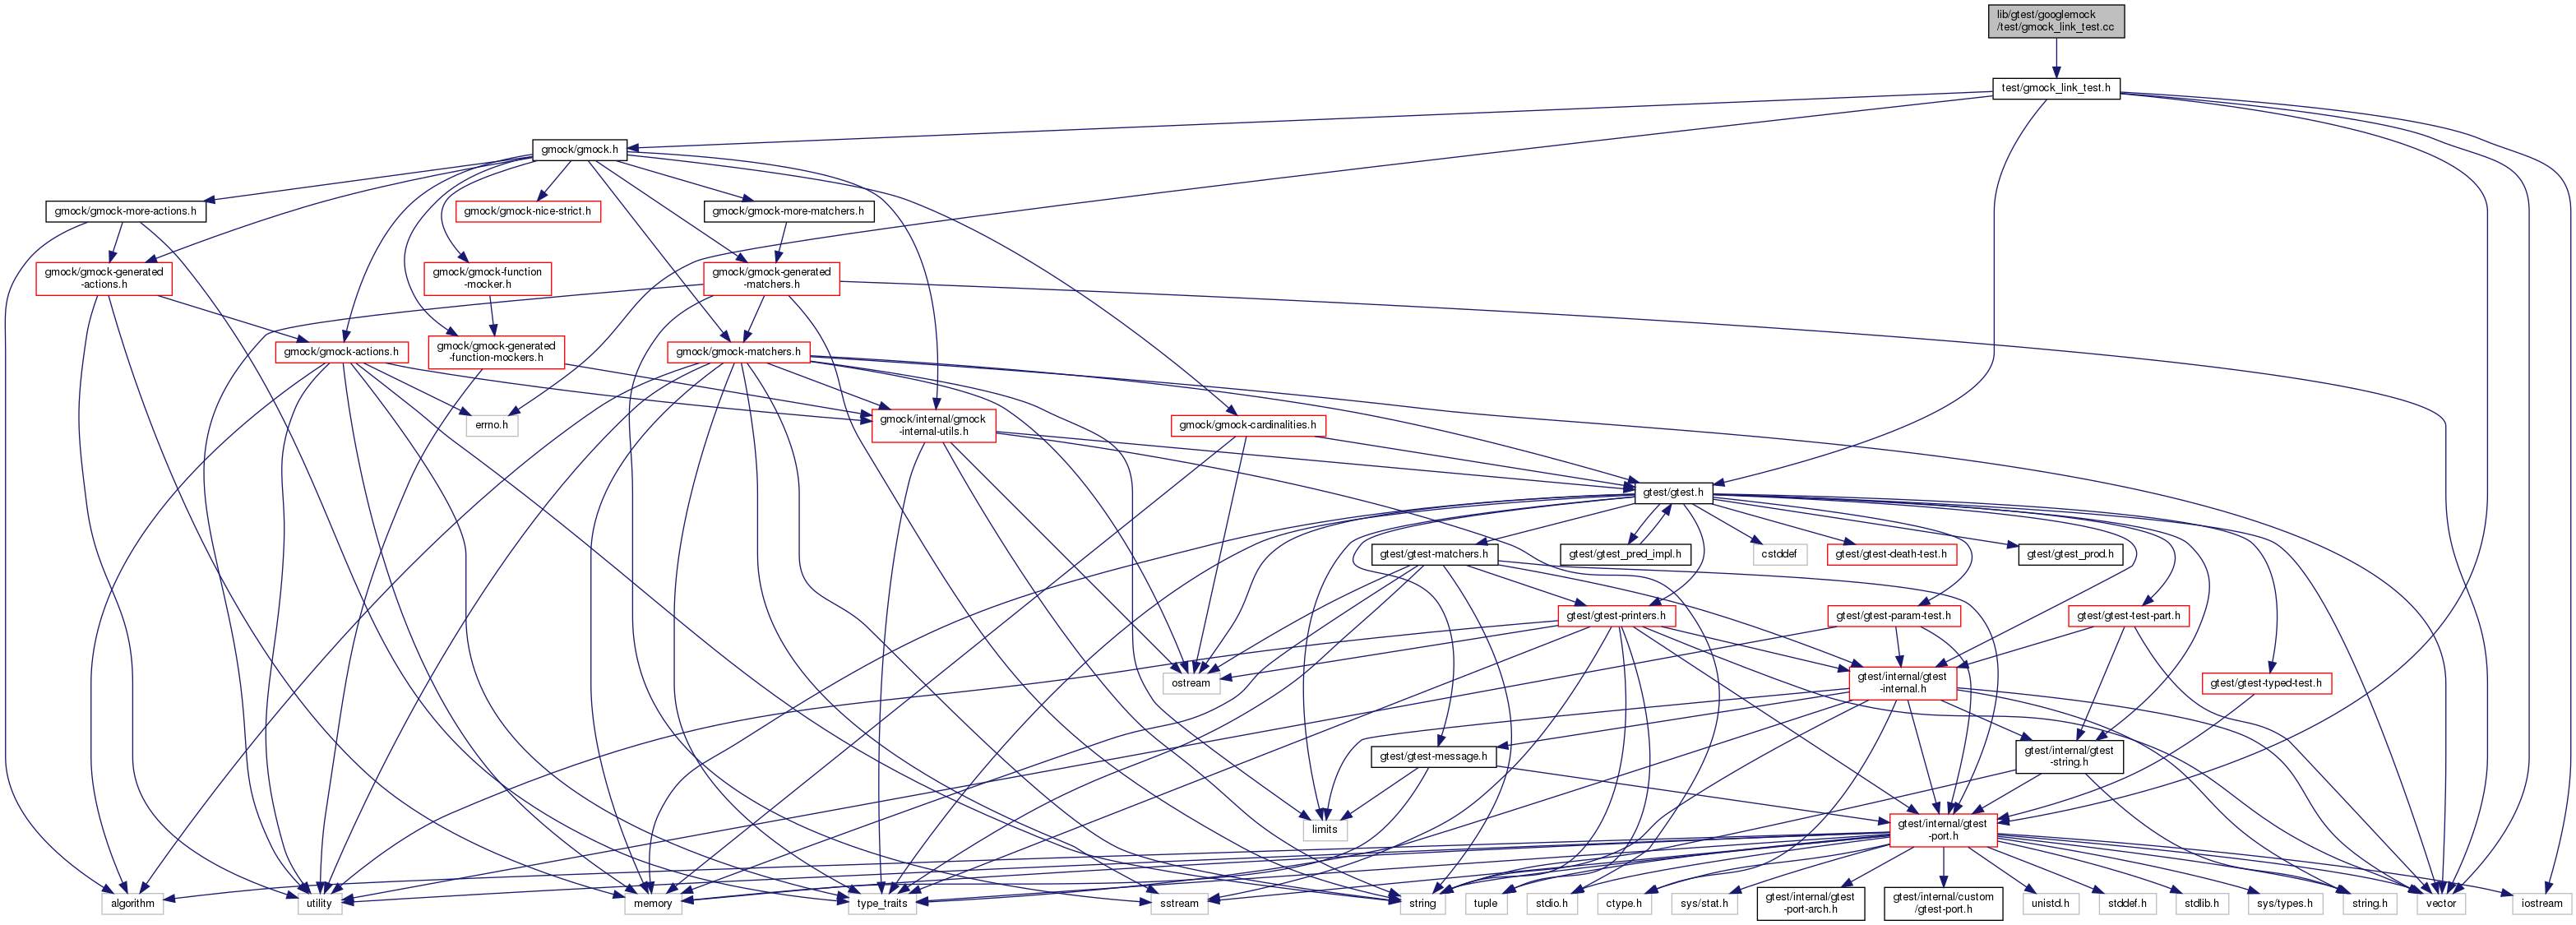 lib/gtest/googlemock
/test/gmock_link_test.cc
test/gmock_link_test.h
gmock/gmock.h
gmock/gmock-more-actions.h
gmock/gmock-nice-strict.h
gmock/gmock-more-matchers.h
gmock/gmock-generated
-actions.h
gmock/gmock-function
-mocker.h
gmock/gmock-generated
-matchers.h
gmock/gmock-actions.h
gmock/gmock-generated
-function-mockers.h
gmock/gmock-matchers.h
errno.h
gmock/internal/gmock
-internal-utils.h
gmock/gmock-cardinalities.h
gtest/gtest.h
gtest/gtest-matchers.h
gtest/gtest_pred_impl.h
cstddef
gtest/gtest-death-test.h
gtest/gtest_prod.h
gtest/gtest-printers.h
gtest/gtest-param-test.h
gtest/gtest-test-part.h
ostream
gtest/internal/gtest
-internal.h
gtest/gtest-typed-test.h
gtest/gtest-message.h
gtest/internal/gtest
-string.h
limits
gtest/internal/gtest
-port.h
algorithm
utility
memory
type_traits
sstream
string
tuple
stdio.h
ctype.h
sys/stat.h
gtest/internal/gtest
-port-arch.h
gtest/internal/custom
/gtest-port.h
unistd.h
stddef.h
stdlib.h
sys/types.h
string.h
vector
iostream